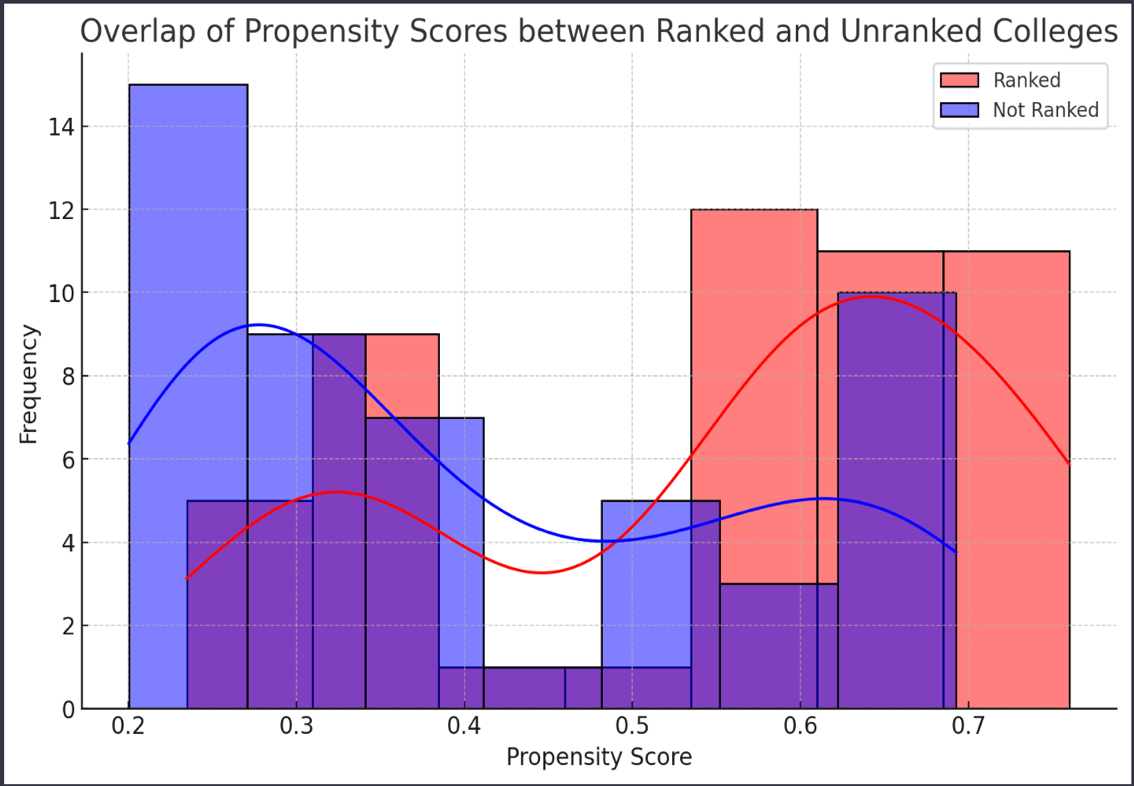 Overlap of Propensity Scores between Ranked and Unranked Colleges
Ranked
Not Ranked
14
12
10
8
6
4
2
0
Frequency
0.2 0.3 0.4 0.5 0.6 0.7
Propensity Score